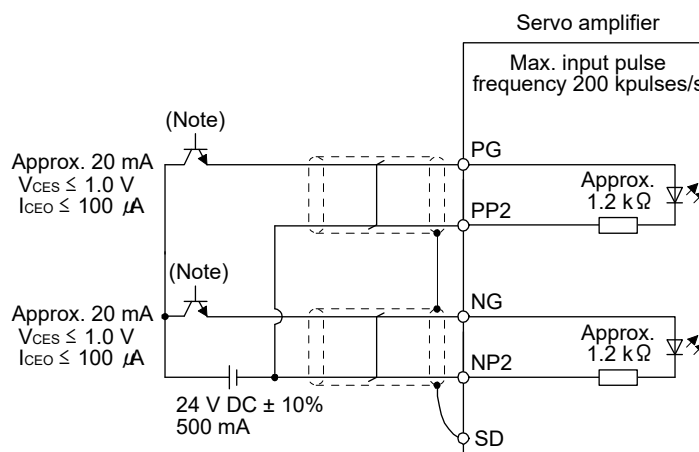 Servo amplifier
Max. input pulse
frequency 200 kpulses/s
(Note)
PG
Approx. 20 mA
VCES ≤ 1.0 V
ICEO ≤ 100 μA
Approx.
1.2 kΩ
PP2
(Note)
NG
Approx. 20 mA
VCES ≤ 1.0 V
ICEO ≤ 100 μA
Approx.
1.2 kΩ
NP2
24 V DC ± 10%
500 mA
SD